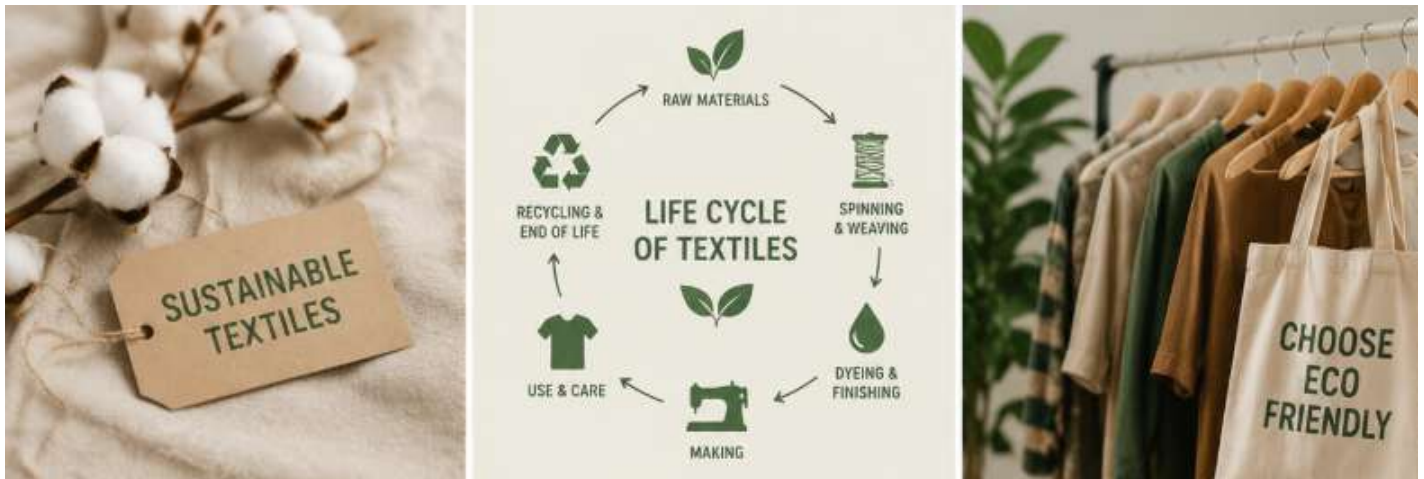 SUSTAINABLE
TEXTILES
RAW MATERIALS
SPINNING
& WEAVING
DYEING &
FINISHING
MAKING
USE & CARE
RECYCLING &
END OF LIFE
LIFE CYCLE
OF TEXTILES
CHOOSE
ECO
FRIENDLY